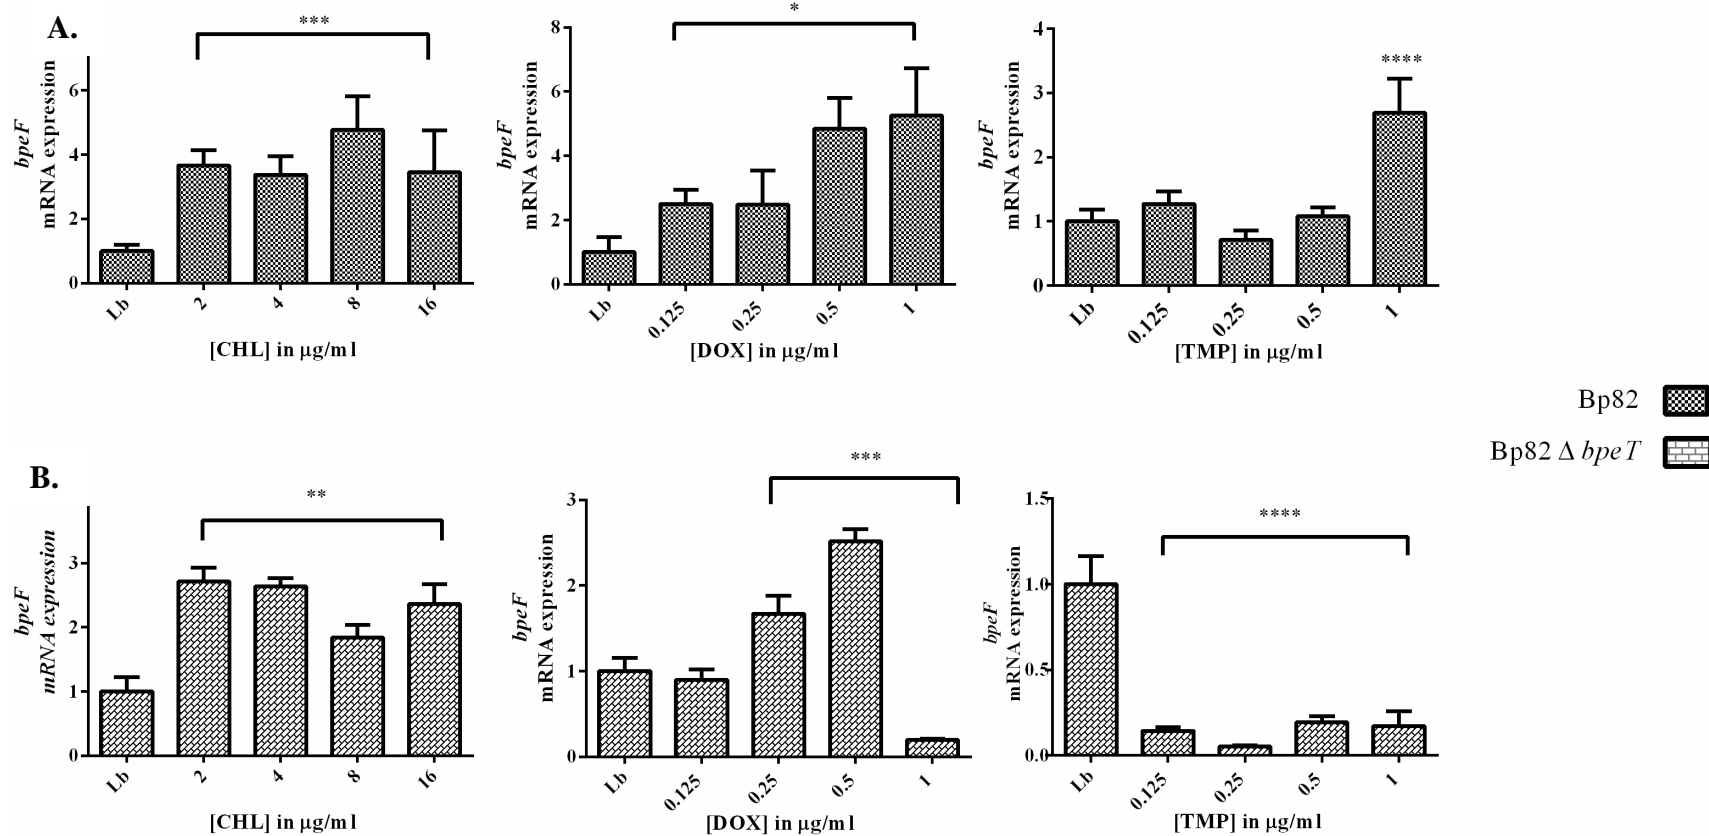 A.
***
bpeF
mRNA expression
6
4
2
0
Lb
2
4
8
16
[CHL] in µg/ml
*
bpeF
mRNA expression
8
6
4
2
0
Lb
0.125
0.25
0.5
1
[DOX] in µg/ml
****
bpeF
mRNA expression
4
3
2
1
0
Lb
0.125
0.25
0.5
1
[TMP] in µg/ml
Bp82
Bp82 Δ bpeT
B.
**
bpeF
mRNA expression
3
2
1
0
Lb
2
4
8
16
[CHL] in µg/ml
***
bpeF
mRNA expression
3
2
1
0
Lb
0.125
0.25
0.5
1
[DOX] in µg/ml
****
bpeF
mRNA expression
1.5
1.0
0.5
0.0
Lb
0.125
0.25
0.5
1
[TMP] in µg/ml